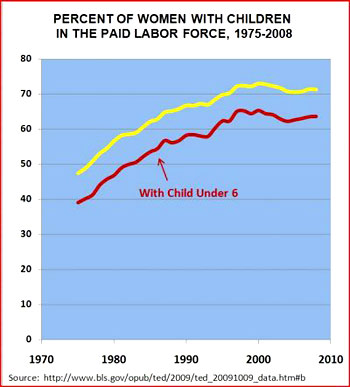 PERCENT OF WOMEN WITH CHILDREN
IN THE PAID LABOR FORCE, 1975-2008
80
70
60
50
40
30
20
10
0
With Child Under 6
1970 1980 1990 2000 2010
Source: http://www.bls.gov/opub/ted/2009/ted_20091009_data.htm#b